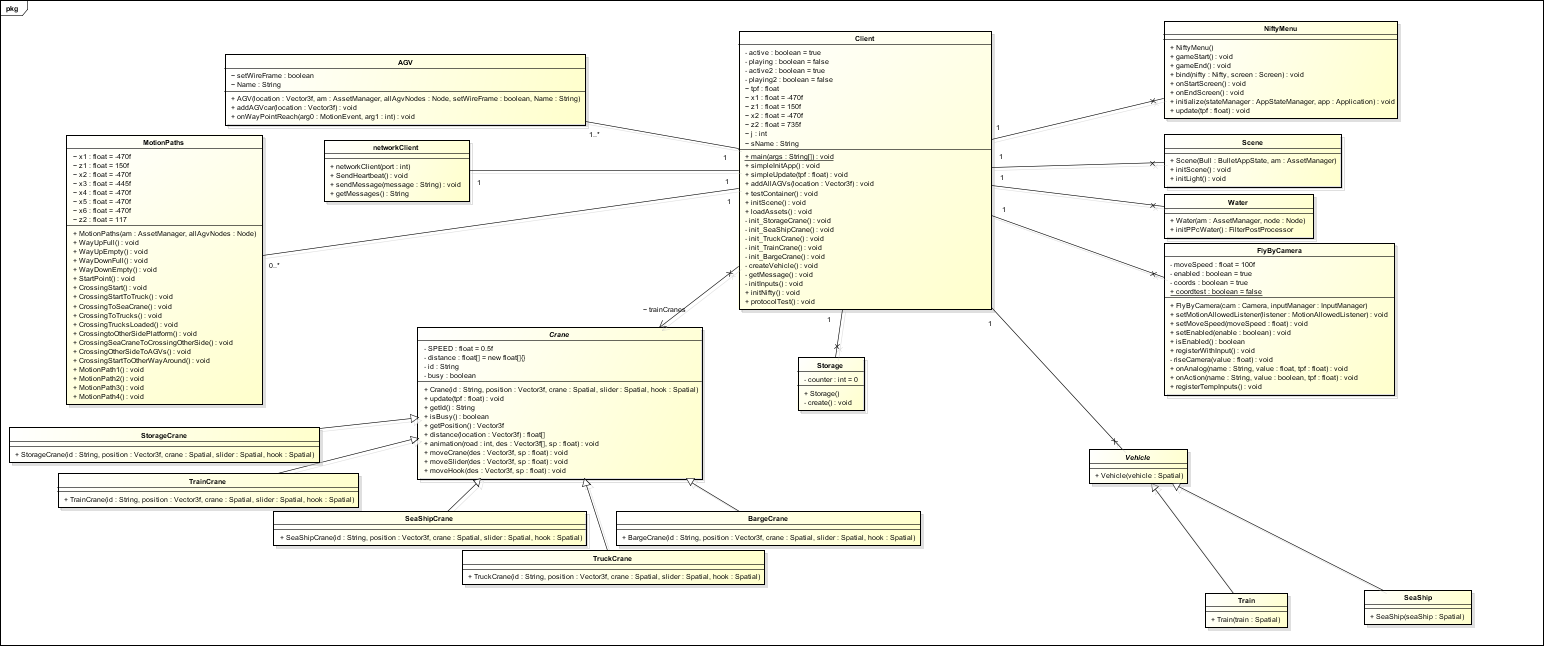 pkg
AGV
~ setWireFrame : boolean
~ Name : String
+ AGV(location : Vector3f, am : AssetManager, allAgvNodes : Node, setWireFrame : boolean, Name : String)
+ addAGVcar(location : Vector3f) : void
+ onWayPointReach(arg0 : MotionEvent, arg1 : int) : void
1..*
1
MotionPaths
~ x1 : float = -470f
~ z1 : float = 150f
~ x2 : float = -470f
~ x3 : float = -445f
~ x4 : float = -470f
~ x5 : float = -470f
~ x6 : float = -470f
~ z2 : float = 117
+ MotionPaths(am : AssetManager, allAgvNodes : Node)
+ WayUpFull() : void
+ WayUpEmpty() : void
+ WayDownFull() : void
+ WayDownEmpty() : void
+ StartPoint() : void
+ CrossingStart() : void
+ CrossingStartToTruck() : void
+ CrossingToSeaCrane() : void
+ CrossingToTrucks() : void
+ CrossingTrucksLoaded() : void
+ CrossingtoOtherSidePlatform() : void
+ CrossingSeaCraneToCrossingOtherSide() : void
+ CrossingOtherSideToAGVs() : void
+ CrossingStartToOtherWayAround() : void
+ MotionPath1() : void
+ MotionPath2() : void
+ MotionPath3() : void
+ MotionPath4() : void
0..*
1
networkClient
+ networkClient(port : int)
+ SendHeartbeat() : void
+ sendMessage(message : String) : void
+ getMessages() : String
1
1
Client
- active : boolean = true
- playing : boolean = false
- active2 : boolean = true
- playing2 : boolean = false
~ tpf : float
- x1 : float = -470f
- z1 : float = 150f
- x2 : float = -470f
- z2 : float = 735f
~ j : int
~ sName : String
+ main(args : String[]) : void
+ simpleInitApp() : void
+ simpleUpdate(tpf : float) : void
+ addAllAGVs(location : Vector3f) : void
+ testContainer() : void
+ initScene() : void
+ loadAssets() : void
- init_StorageCrane() : void
- init_SeaShipCrane() : void
- init_TruckCrane() : void
- init_TrainCrane() : void
- init_BargeCrane() : void
- createVehicle() : void
- getMessage() : void
- initInputs() : void
+ initNifty() : void
+ protocolTest() : void
1
1
1
1
1
1
NiftyMenu
+ NiftyMenu()
+ gameStart() : void
+ gameEnd() : void
+ bind(nifty : Nifty, screen : Screen) : void
+ onStartScreen() : void
+ onEndScreen() : void
+ initialize(stateManager : AppStateManager, app : Application) : void
+ update(tpf : float) : void
Scene
+ Scene(Bull : BulletAppState, am : AssetManager)
+ initScene() : void
+ initLight() : void
Water
+ Water(am : AssetManager, node : Node)
+ initPPcWater() : FilterPostProcessor
FlyByCamera
- moveSpeed : float = 100f
- enabled : boolean = true
- coords : boolean = true
+ coordtest : boolean = false
+ FlyByCamera(cam : Camera, inputManager : InputManager)
+ setMotionAllowedListener(listener : MotionAllowedListener) : void
+ setMoveSpeed(moveSpeed : float) : void
+ setEnabled(enable : boolean) : void
+ isEnabled() : boolean
+ registerWithInput() : void
- riseCamera(value : float) : void
+ onAnalog(name : String, value : float, tpf : float) : void
+ onAction(name : String, value : boolean, tpf : float) : void
+ registerTempInputs() : void
~ trainCranes
Crane
- SPEED : float = 0.5f
- distance : float[] = new float[]{}
- id : String
- busy : boolean
+ Crane(id : String, position : Vector3f, crane : Spatial, slider : Spatial, hook : Spatial)
+ update(tpf : float) : void
+ getId() : String
+ isBusy() : boolean
+ getPosition() : Vector3f
+ distance(location : Vector3f) : float[]
+ animation(road : int, des : Vector3f[], sp : float) : void
+ moveCrane(des : Vector3f, sp : float) : void
+ moveSlider(des : Vector3f, sp : float) : void
+ moveHook(des : Vector3f, sp : float) : void
Storage
- counter : int = 0
+ Storage()
- create() : void
StorageCrane
+ StorageCrane(id : String, position : Vector3f, crane : Spatial, slider : Spatial, hook : Spatial)
TrainCrane
+ TrainCrane(id : String, position : Vector3f, crane : Spatial, slider : Spatial, hook : Spatial)
SeaShipCrane
+ SeaShipCrane(id : String, position : Vector3f, crane : Spatial, slider : Spatial, hook : Spatial)
BargeCrane
+ BargeCrane(id : String, position : Vector3f, crane : Spatial, slider : Spatial, hook : Spatial)
TruckCrane
+ TruckCrane(id : String, position : Vector3f, crane : Spatial, slider : Spatial, hook : Spatial)
Vehicle
+ Vehicle(vehicle : Spatial)
Train
+ Train(train : Spatial)
SeaShip
+ SeaShip(seaShip : Spatial)